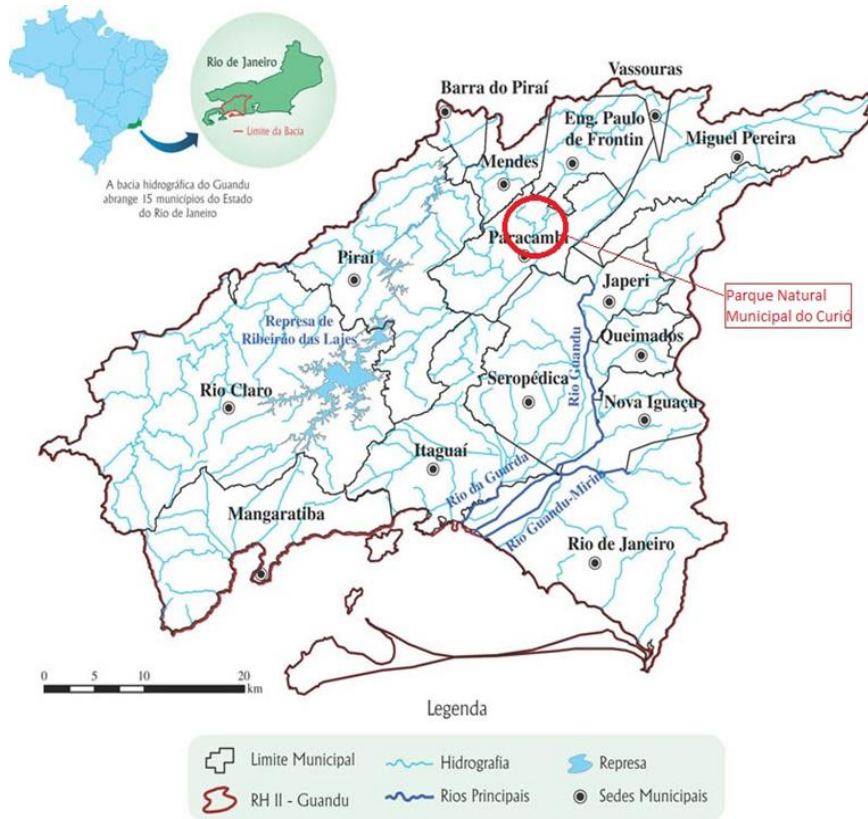 Rio de Janeiro
Limite da Bacia
A bacia hidrográfica do Guandu
abrange 15 municípios do Estado
do Rio de Janeiro
Barra do Piraí
Vassouras
Eng. Paulo
de Frontin
Miguel Pereira
Mendes
Paracambi
Piraí
Japeri
Parque Natural
Municipal do Curió
Represa de
Ribeirão das Lajes
Rio Guandu
Queimados
Rio Claro
Seropédica
Nova Iguaçu
Itaguaí
Rio da Guarda
Rio Guandu-Mirim
Mangaratiba
Rio de Janeiro
0 5 10 20
km
Legenda
Limite Municipal
Hidrografia
Represa
RH II - Guandu
Rios Principais
Sedes Municipais